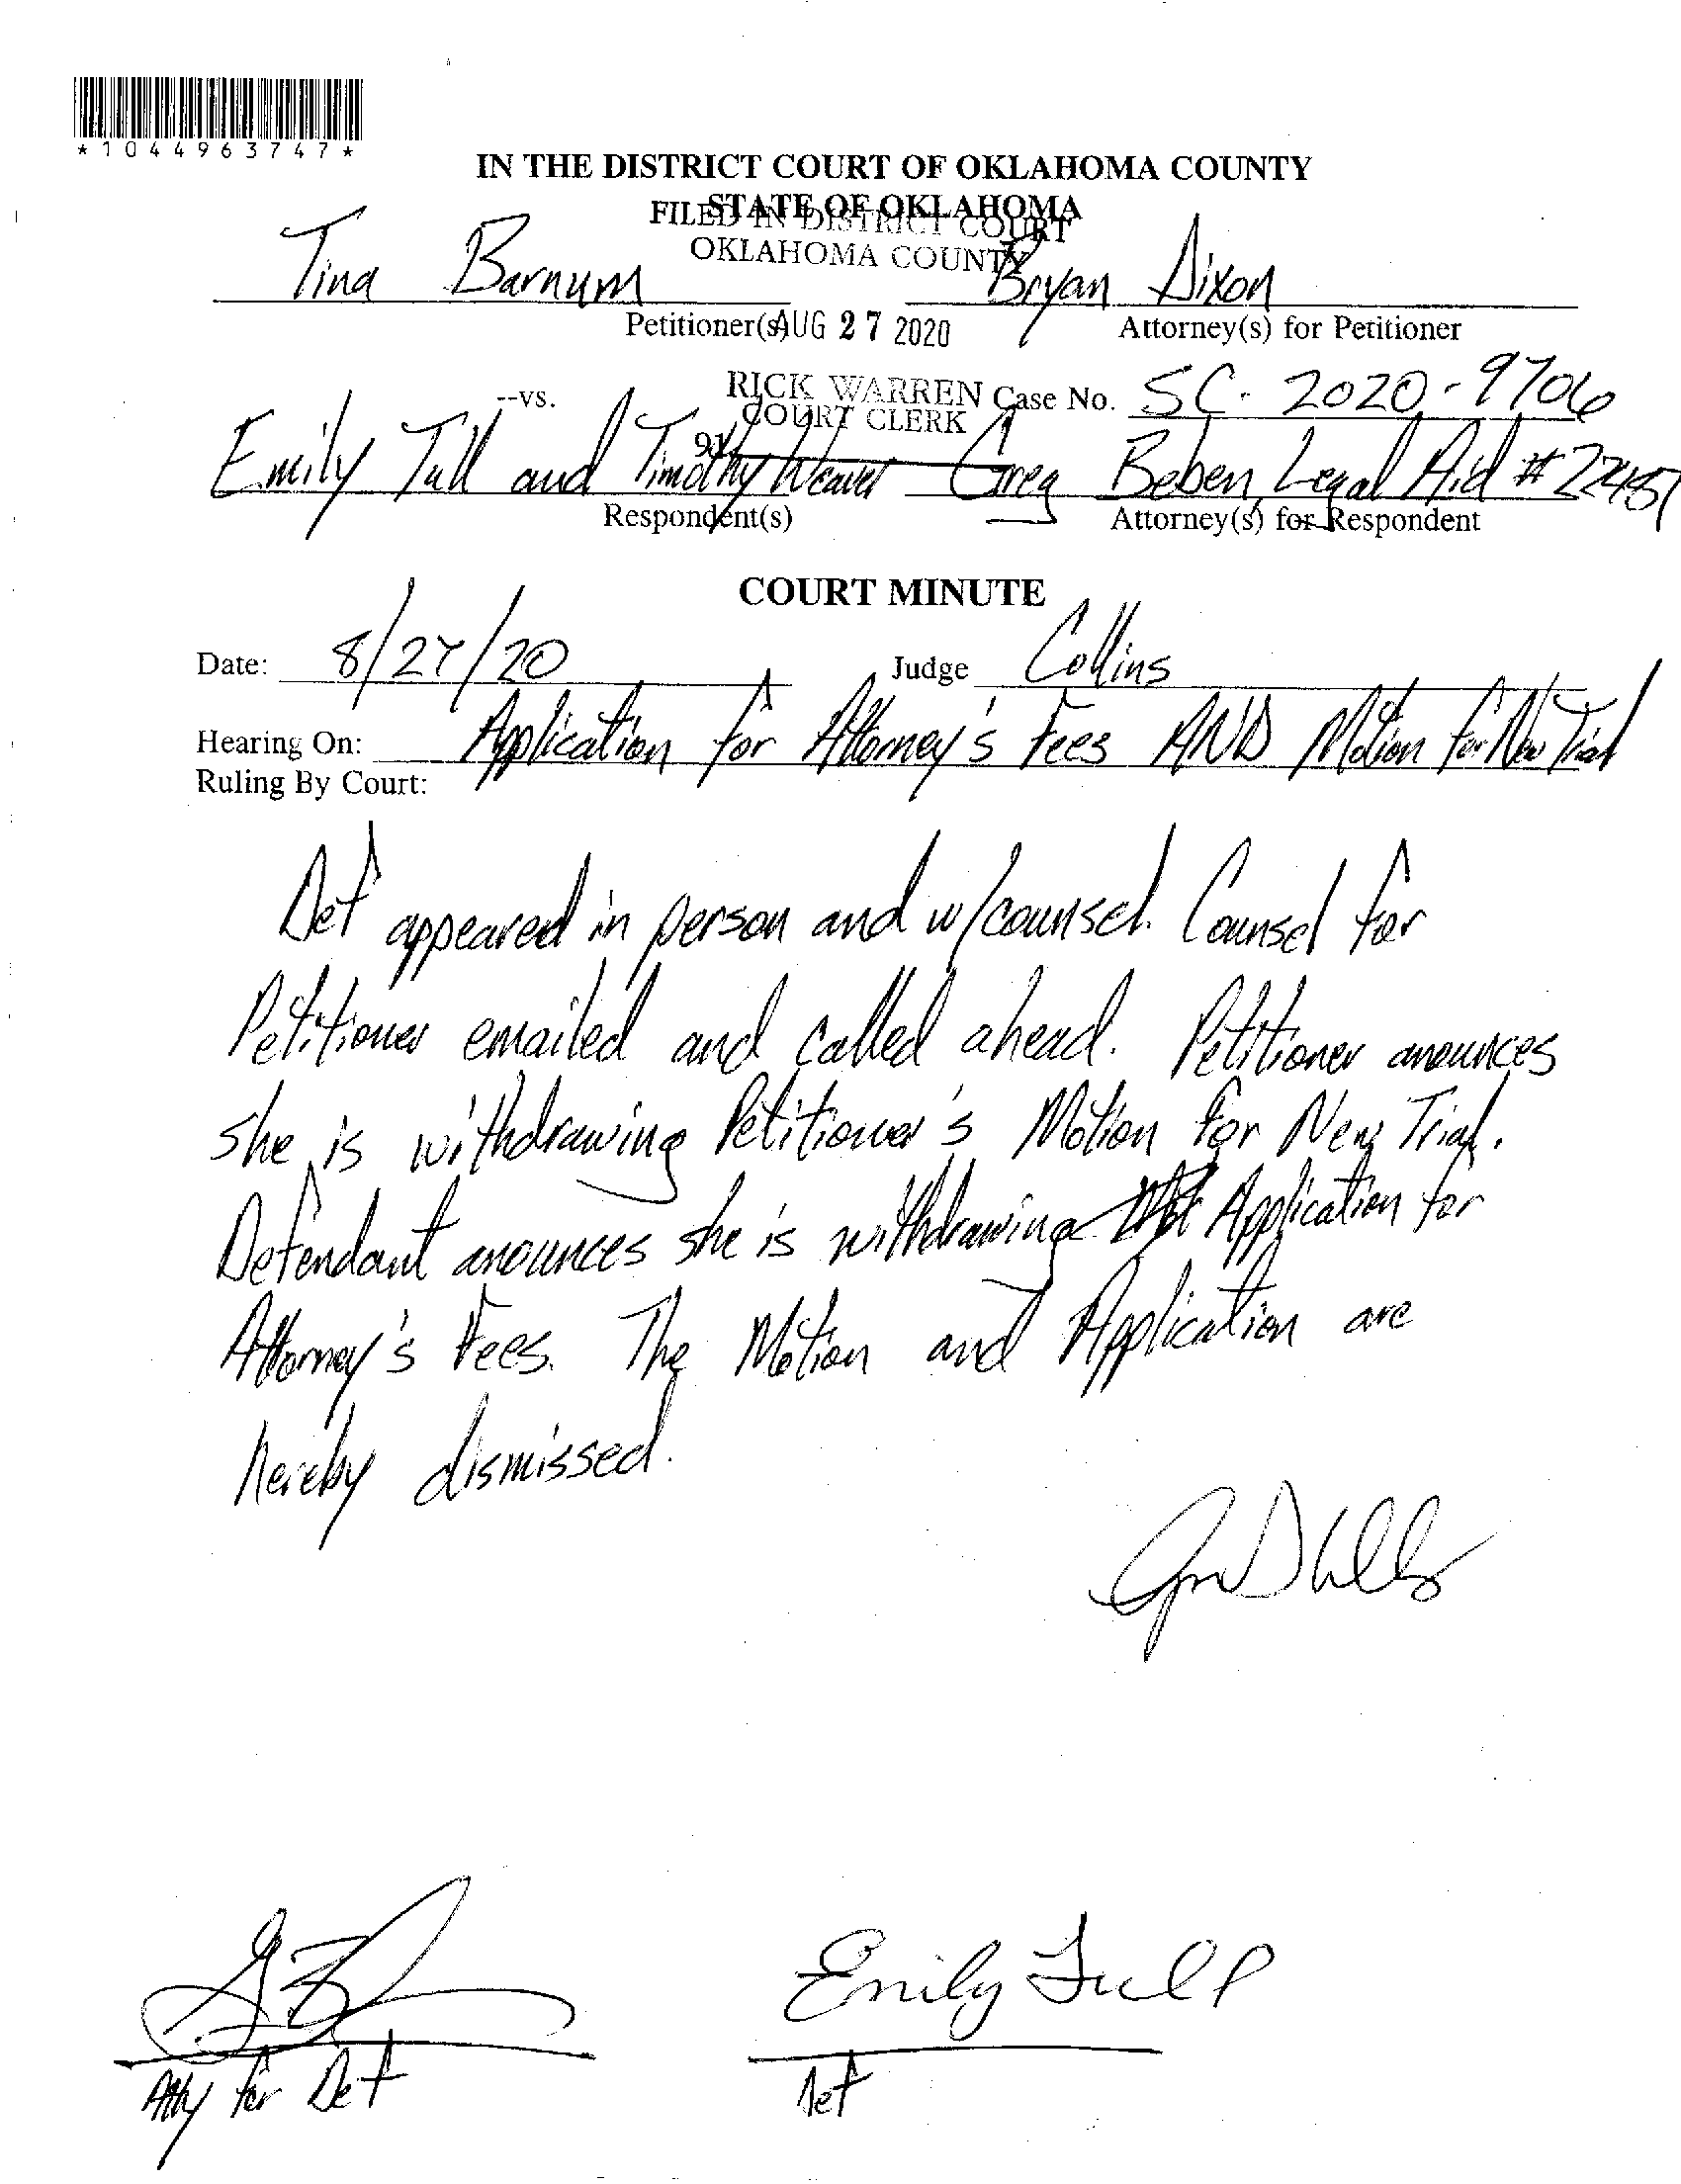 *1044963747*
IN THE DISTRICT COURT OF OKLAHOMA COUNTY
STATE OF OKLAHOMA
FILED IN DISTRICT COURT
OKLAHOMA COUNTY
Tina Barnum Bryan Dixon
Petitioner(s) Attorney(s) for Petitioner
AUG 27 2020
RICK WARREN
COURT CLERK
--vs. Case No. SC-2020-9706
Emily Tull and Timothy Weaver Greg Beben, Legal Aid #22457
Respondent(s) Attorney(s) for Respondent
COURT MINUTE
Date: 8/27/20 Judge Collins
Hearing On: Application for Attorney's Fees AND Motion for New Trial
Ruling By Court:
Def appeared in person and w/counsel. Counsel for
Petitioner emailed and called ahead. Petitioner anounces
she is withdrawing Petitioner's Motion for New Trial.
Defendant anounces she is withdrawing Application for
Attorney's Fees. The Motion and Application are
hereby dismissed.
Emily Tull
Atty for Def Def